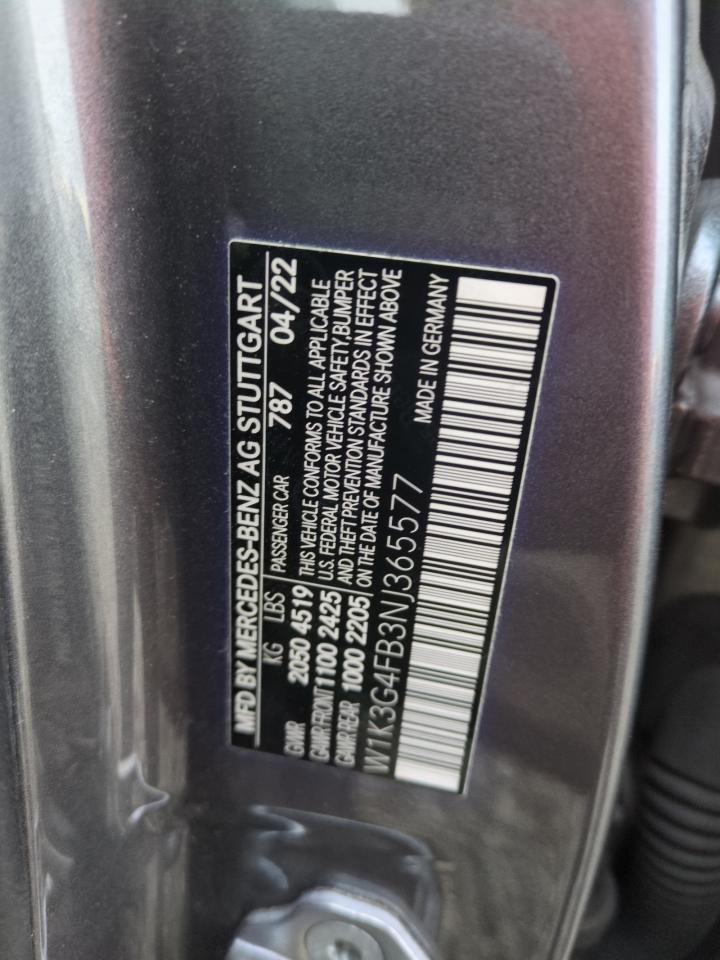 MFD BY MERCEDES-BENZ AG STUTTGART
KG LBS PASSENGER CAR 787 04/22
GWR 2050 4519 THIS VEHICLE CONFORMS TO ALL APPLICABLE
GAWR FRONT 1100 2425 U.S. FEDERAL MOTOR VEHICLE SAFETY, BUMPER
GAWR REAR 1000 2205 AND THEFT PREVENTION STANDARDS IN EFFECT
ON THE DATE OF MANUFACTURE SHOWN ABOVE
W1K3G4FB3NJ365577 MADE IN GERMANY